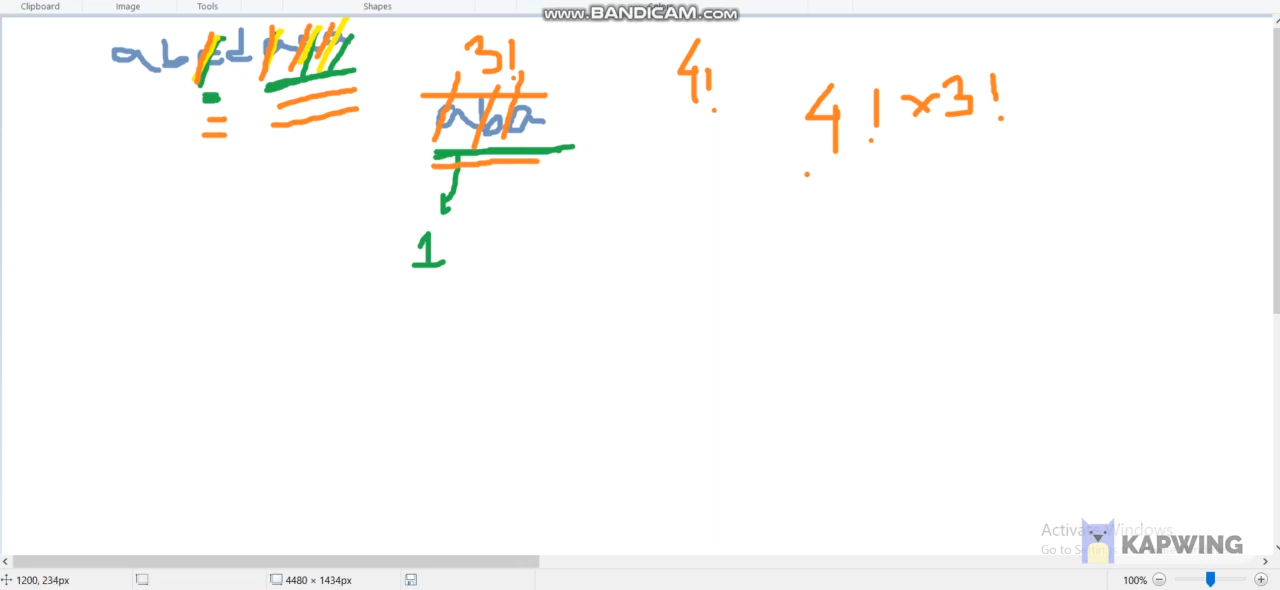 Clipboard Image Tools Shapes
www.BANDICAM.com
3!
4!
4! x 3!
aba
1
Activate Windows
KAPWING
1200, 234px 4480 × 1434px 100%